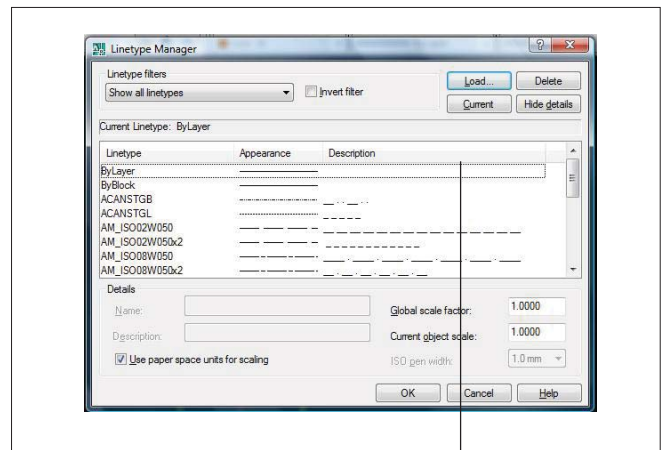 Linetype Manager
Linetype filters
Show all linetypes
Invert filter
Load...
Delete
Current
Hide details
Current Linetype: ByLayer
Linetype Appearance Description
ByLayer
ByBlock
ACANSTGB
ACANSTGL
AM_ISO02W050
AM_ISO02W050x2
AM_ISO08W050
AM_ISO08W050x2
Details
Name:
Global scale factor: 1.0000
Description:
Current object scale: 1.0000
Use paper space units for scaling
ISO pen width: 1.0 mm
OK Cancel Help